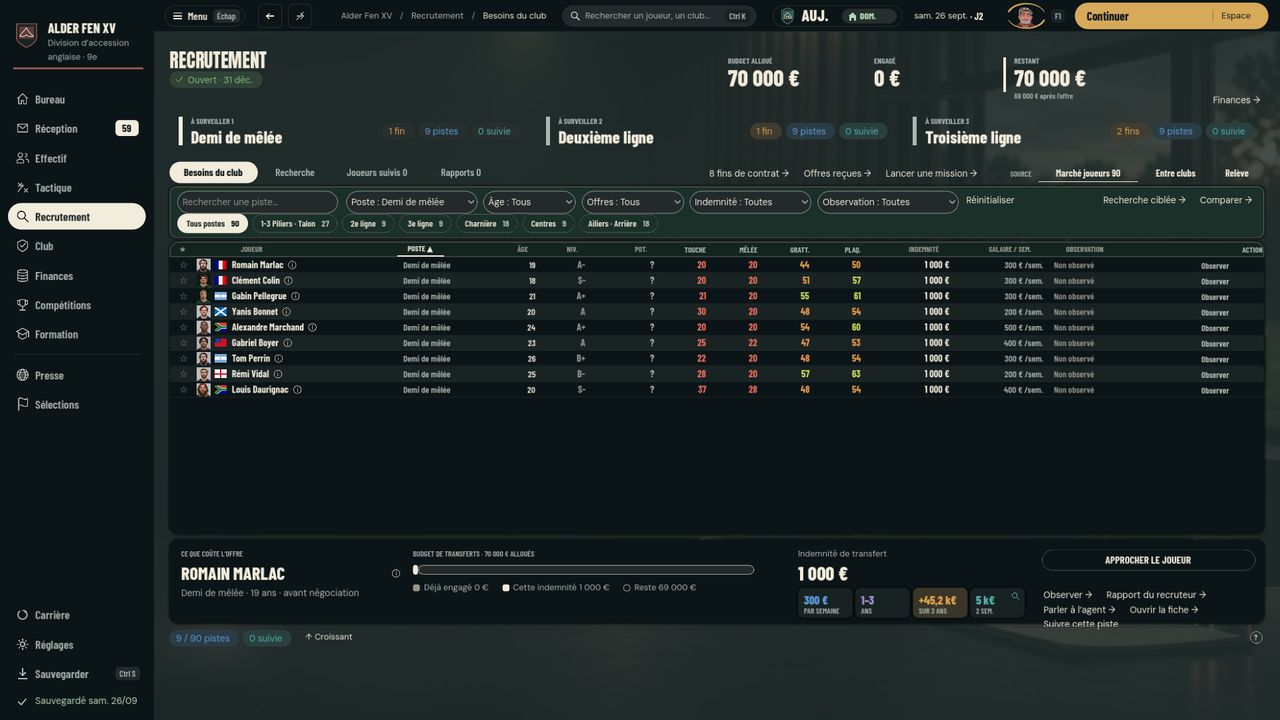 ALDER FEN XV
Division d'accession
anglaise · 9e
Menu Échap
Alder Fen XV / Recrutement / Besoins du club
Rechercher un joueur, un club... Ctrl K
AUJ. DOM.
sam. 26 sept. · J2
F1
Continuer Espace
Bureau
Réception 59
Effectif
Tactique
Recrutement
Club
Finances
Compétitions
Formation
Presse
Sélections
Carrière
Réglages
Sauvegarder Ctrl S
Sauvegardé sam. 26/09
RECRUTEMENT
Ouvert · 31 déc.
BUDGET ALLOUÉ
70 000 €
ENGAGÉ
0 €
RESTANT
70 000 €
69 000 € après l'offre
Finances →
À SURVEILLER 1
Demi de mêlée 1 fin 9 pistes 0 suivie
À SURVEILLER 2
Deuxième ligne 1 fin 9 pistes 0 suivie
À SURVEILLER 3
Troisième ligne 2 fins 9 pistes 0 suivie
Besoins du club Recherche Joueurs suivis 0 Rapports 0 8 fins de contrat → Offres reçues → Lancer une mission → SOURCE Marché joueurs 90 Entre clubs Relève
Rechercher une piste... Poste : Demi de mêlée Âge : Tous Offres : Tous Indemnité : Toutes Observation : Toutes Réinitialiser Recherche ciblée → Comparer →
Tous postes 90 1-3 Piliers · Talon 27 2e ligne 9 3e ligne 9 Charnière 18 Centres 9 Ailiers · Arrière 18
★ JOUEUR POSTE ▲ ÂGE NIV. POT. TOUCHE MÊLÉE GRATT. PLAQ. INDEMNITÉ SALAIRE / SEM. OBSERVATION ACTION
☆ Romain Marlac Demi de mêlée 19 A- ? 20 20 44 50 1 000 € 300 € /sem. Non observé Observer
☆ Clément Colin Demi de mêlée 18 S- ? 20 20 51 57 1 000 € 300 € /sem. Non observé Observer
☆ Gabin Pellegrue Demi de mêlée 21 A+ ? 21 20 55 61 1 000 € 300 € /sem. Non observé Observer
☆ Yanis Bonnet Demi de mêlée 20 A ? 30 20 48 54 1 000 € 200 € /sem. Non observé Observer
☆ Alexandre Marchand Demi de mêlée 24 A+ ? 20 20 54 60 1 000 € 500 € /sem. Non observé Observer
☆ Gabriel Boyer Demi de mêlée 23 A ? 25 22 47 53 1 000 € 400 € /sem. Non observé Observer
☆ Tom Perrin Demi de mêlée 26 B+ ? 22 20 48 54 1 000 € 300 € /sem. Non observé Observer
☆ Rémi Vidal Demi de mêlée 25 B- ? 28 20 57 63 1 000 € 200 € /sem. Non observé Observer
☆ Louis Daurignac Demi de mêlée 20 S- ? 37 28 48 54 1 000 € 400 € /sem. Non observé Observer
CE QUE COÛTE L'OFFRE
ROMAIN MARLAC
Demi de mêlée · 19 ans · avant négociation
BUDGET DE TRANSFERTS · 70 000 € ALLOUÉS
Déjà engagé 0 € Cette indemnité 1 000 € Reste 69 000 €
Indemnité de transfert
1 000 €
300 € PAR SEMAINE
1-3 ANS
+45,2 k€ SUR 3 ANS
5 k€ 2 SEM.
APPROCHER LE JOUEUR
Observer → Rapport du recruteur →
Parler à l'agent → Ouvrir la fiche →
Suivre cette piste
9 / 90 pistes 0 suivie ↑ Croissant ?